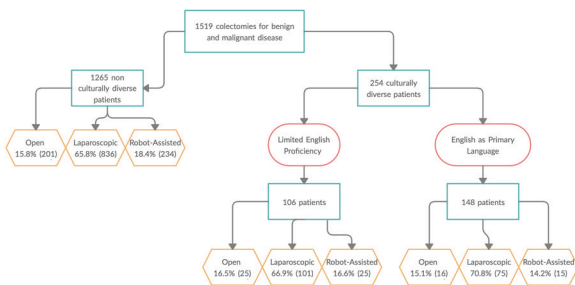 1519 colectomies for benign
and malignant disease
1265 non
culturally diverse
patients
254 culturally
diverse patients
Open
15.8% (201)
Laparoscopic
65.8% (836)
Robot-Assisted
18.4% (234)
Limited English
Proficiency
English as Primary
Language
106 patients
148 patients
Open
16.5% (25)
Laparoscopic
66.9% (101)
Robot-Assisted
16.6% (25)
Open
15.1% (16)
Laparoscopic
70.8% (75)
Robot-Assisted
14.2% (15)